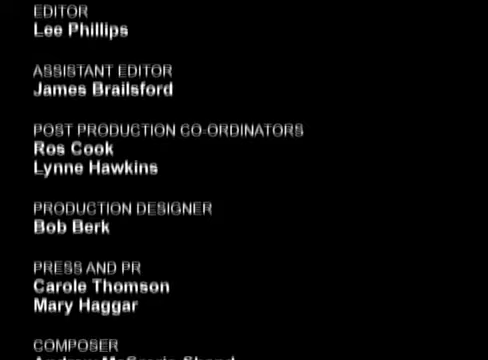 EDITOR
Lee Phillips
ASSISTANT EDITOR
James Brailsford
POST PRODUCTION CO-ORDINATORS
Ros Cook
Lynne Hawkins
PRODUCTION DESIGNER
Bob Berk
PRESS AND PR
Carole Thomson
Mary Haggar
COMPOSER